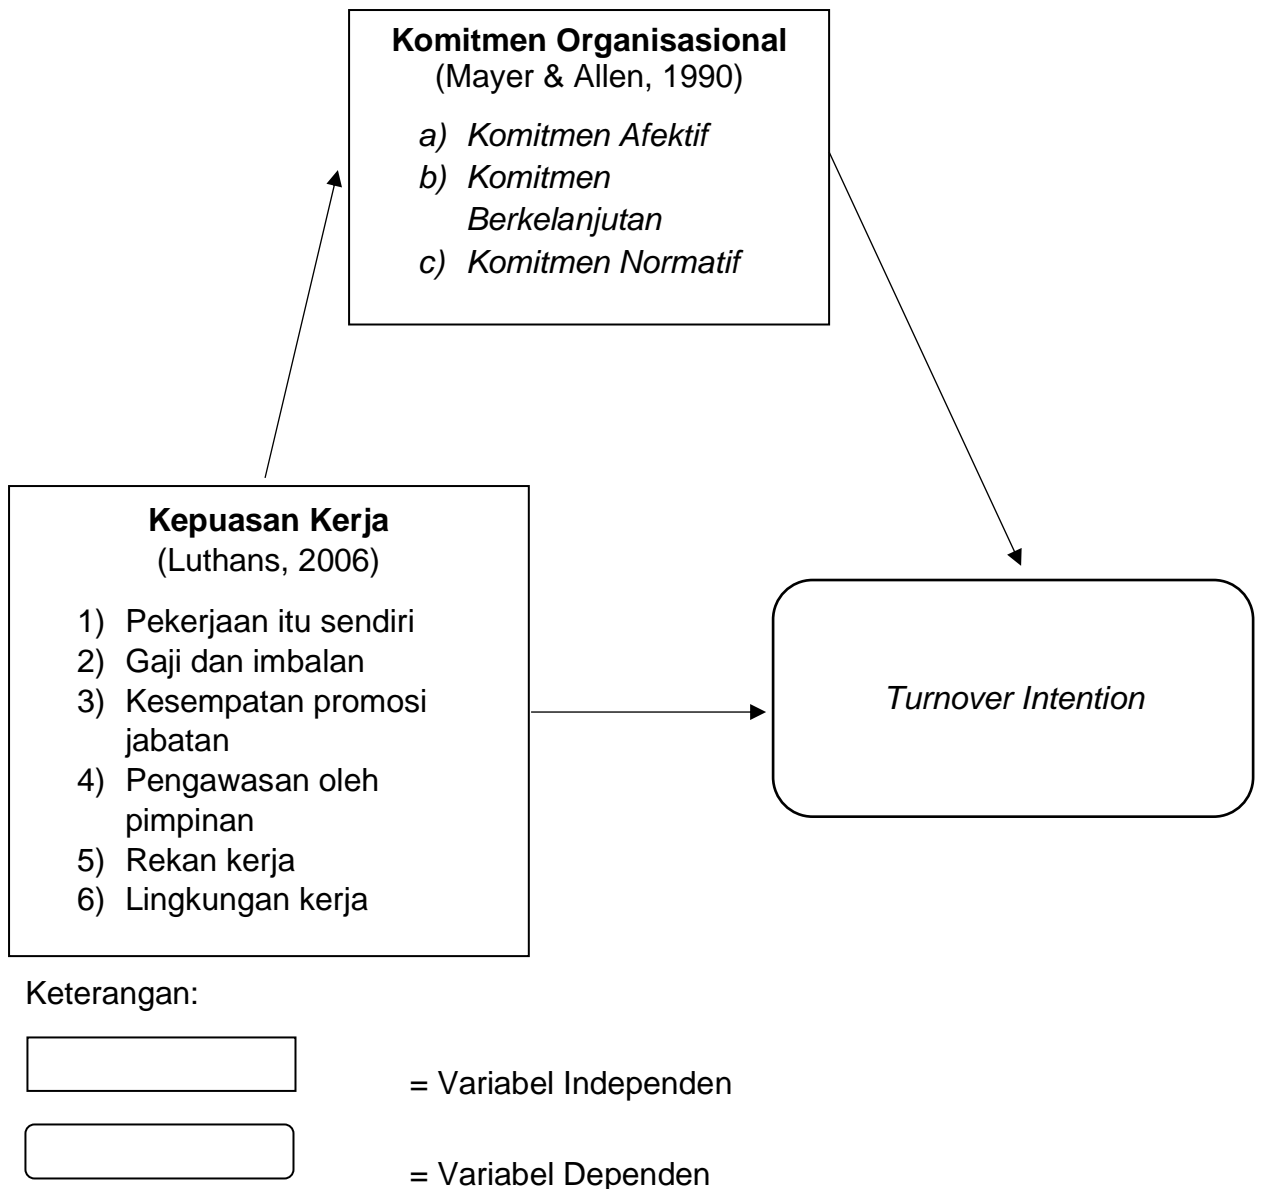 Komitmen Organisasional
(Mayer & Allen, 1990)
a) Komitmen Afektif
b) Komitmen
Berkelanjutan
c) Komitmen Normatif
Kepuasan Kerja
(Luthans, 2006)
1) Pekerjaan itu sendiri
2) Gaji dan imbalan
3) Kesempatan promosi
jabatan
4) Pengawasan oleh
pimpinan
5) Rekan kerja
6) Lingkungan kerja
Turnover Intention
Keterangan:
= Variabel Independen
= Variabel Dependen